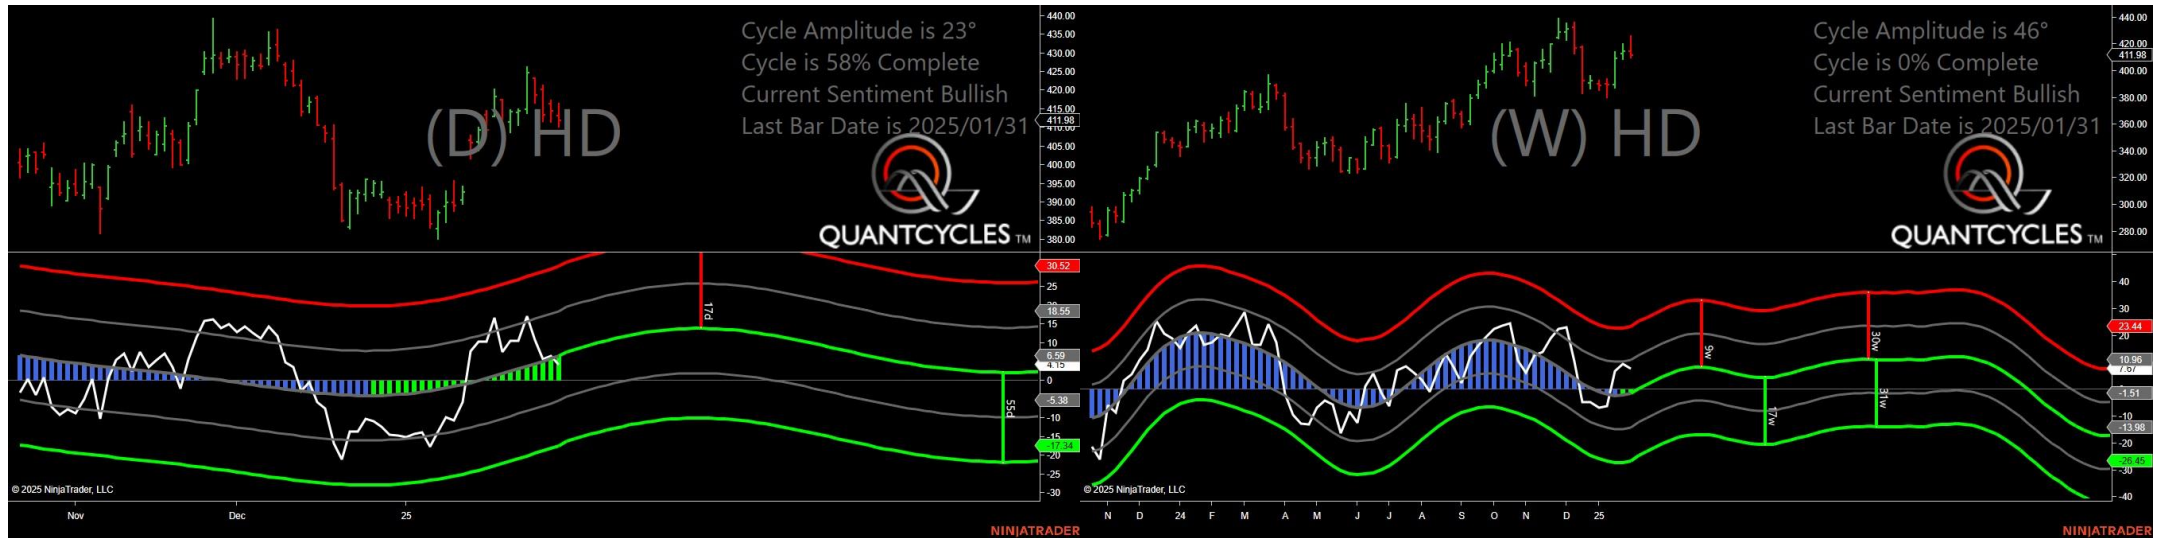 Cycle Amplitude is 23°
Cycle is 58% Complete
Current Sentiment Bullish
Last Bar Date is 2025/01/31
(D) HD
QUANTCYCLES TM
440.00
435.00
430.00
425.00
420.00
415.00
411.98
410.00
405.00
400.00
395.00
390.00
385.00
380.00
30.52
25
18.55
15
10
6.59
4.15
0
-5.38
-10
-15
-17.34
-20
-25
-30
17d
55d
© 2025 NinjaTrader, LLC
Nov
Dec
25
NINJATRADER
Cycle Amplitude is 46°
Cycle is 0% Complete
Current Sentiment Bullish
Last Bar Date is 2025/01/31
(W) HD
QUANTCYCLES TM
440.00
420.00
411.98
400.00
380.00
360.00
340.00
320.00
300.00
280.00
40
30
23.44
20
10.96
7.67
-1.51
-10
-13.98
-20
-26.45
-30
-40
9w
17w
30w
31w
© 2025 NinjaTrader, LLC
N D 24 F M A M J J A S O N D 25
NINJATRADER